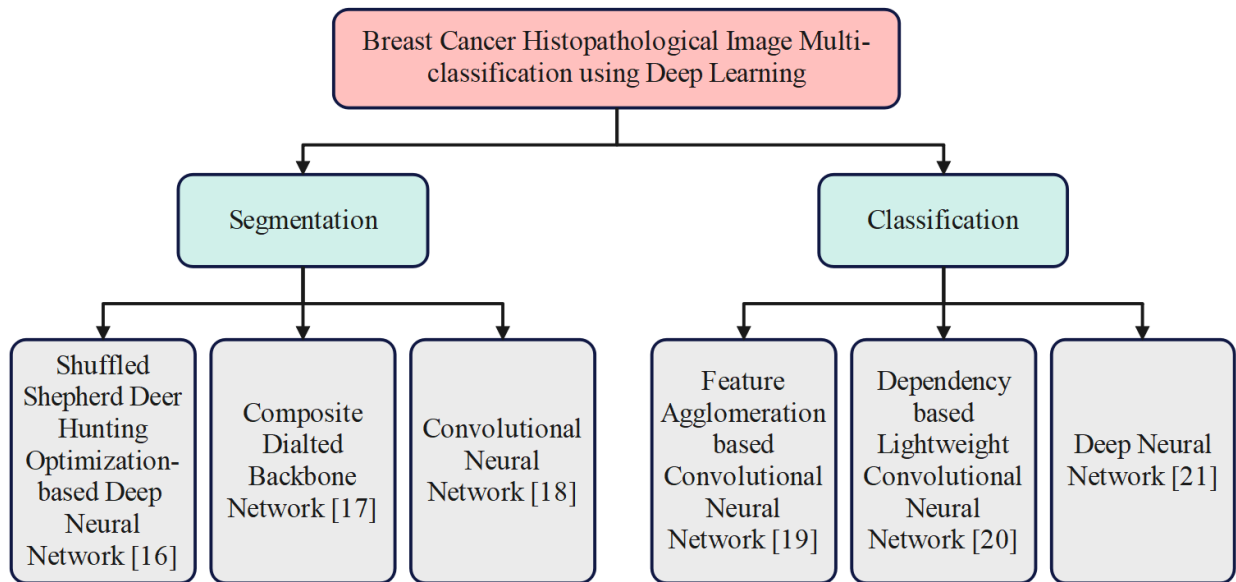 Breast Cancer Histopathological Image Multi-
classification using Deep Learning
Segmentation
Classification
Shuffled
Shepherd Deer
Hunting
Optimization-
based Deep
Neural
Network [16]
Composite
Dialted
Backbone
Network [17]
Convolutional
Neural
Network [18]
Feature
Agglomeration
based
Convolutional
Neural
Network [19]
Dependency
based
Lightweight
Convolutional
Neural
Network [20]
Deep Neural
Network [21]